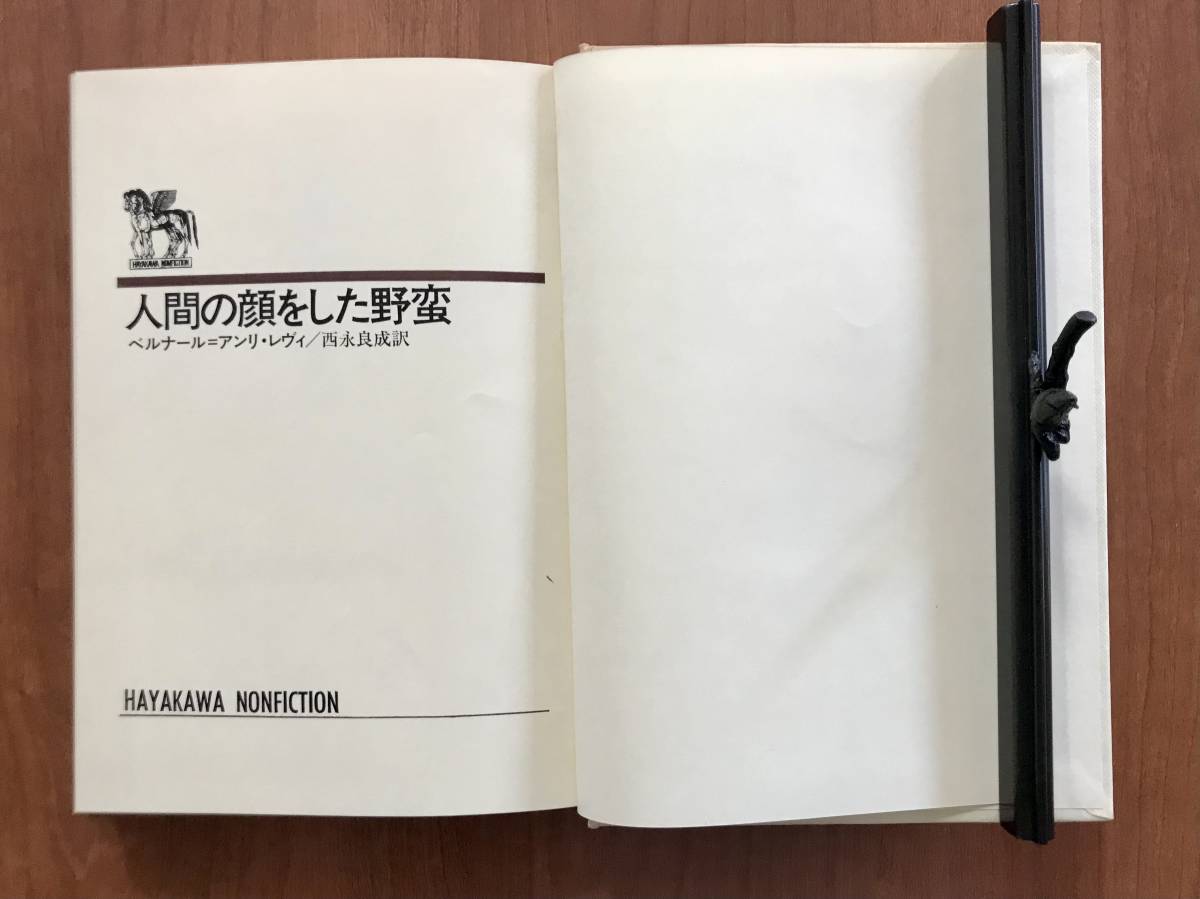 HAYAKAWA NONFICTION
人間の顔をした野蛮
ベルナール=アンリ・レヴィ/西永良成訳
HAYAKAWA NONFICTION